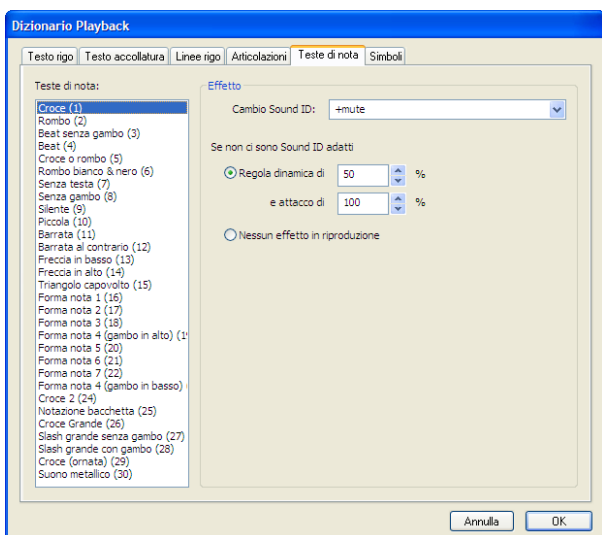 Dizionario Playback
Testo rigo Testo accollatura Linee rigo Articolazioni Teste di nota Simboli
Teste di nota:
Croce (1)
Rombo (2)
Beat senza gambo (3)
Beat (4)
Croce o rombo (5)
Rombo bianco & nero (6)
Senza testa (7)
Senza gambo (8)
Silente (9)
Piccola (10)
Barrata (11)
Barrata al contrario (12)
Freccia in basso (13)
Freccia in alto (14)
Triangolo capovolto (15)
Forma nota 1 (16)
Forma nota 2 (17)
Forma nota 3 (18)
Forma nota 4 (gambo in alto) (1
Forma nota 5 (20)
Forma nota 6 (21)
Forma nota 7 (22)
Forma nota 4 (gambo in basso)
Croce 2 (24)
Notazione bacchetta (25)
Croce Grande (26)
Slash grande senza gambo (27)
Slash grande con gambo (28)
Croce (ornata) (29)
Suono metallico (30)
Effetto
Cambio Sound ID: +mute
Se non ci sono Sound ID adatti
Regola dinamica di 50 %
e attacco di 100 %
Nessun effetto in riproduzione
Annulla OK